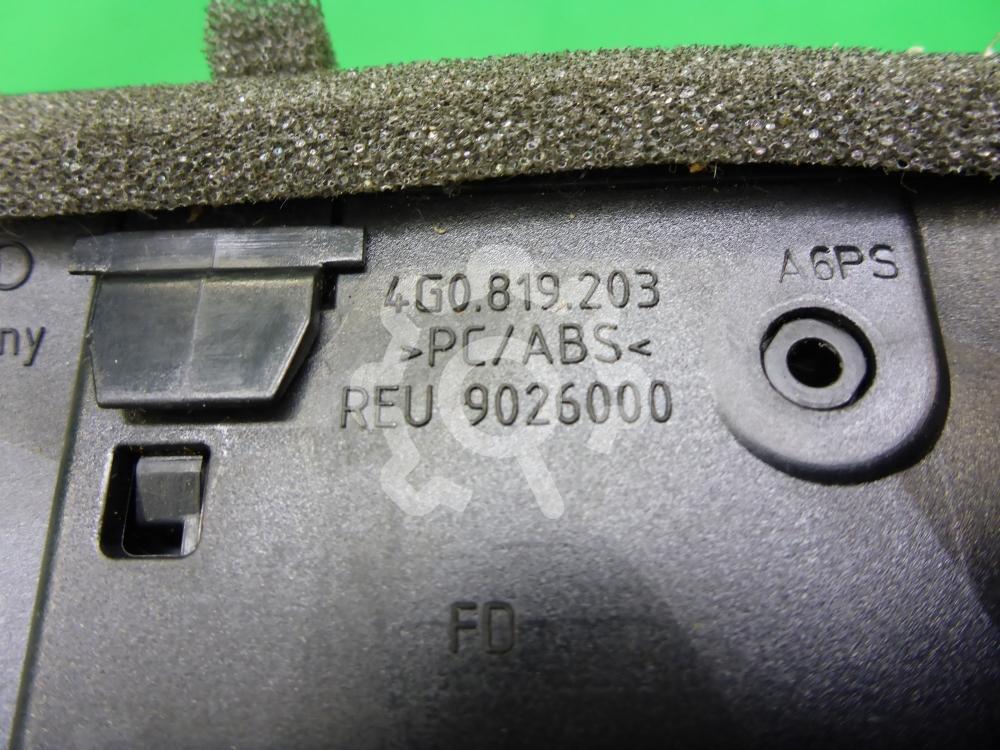 A6PS
4G0.819.203
>PC/ABS<
REU 9026000
FD